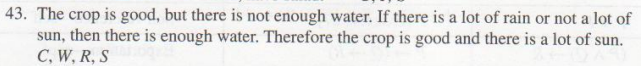 43. The crop is good, but there is not enough water. If there is a lot of rain or not a lot of
sun, then there is enough water. Therefore the crop is good and there is a lot of sun.
C, W, R, S